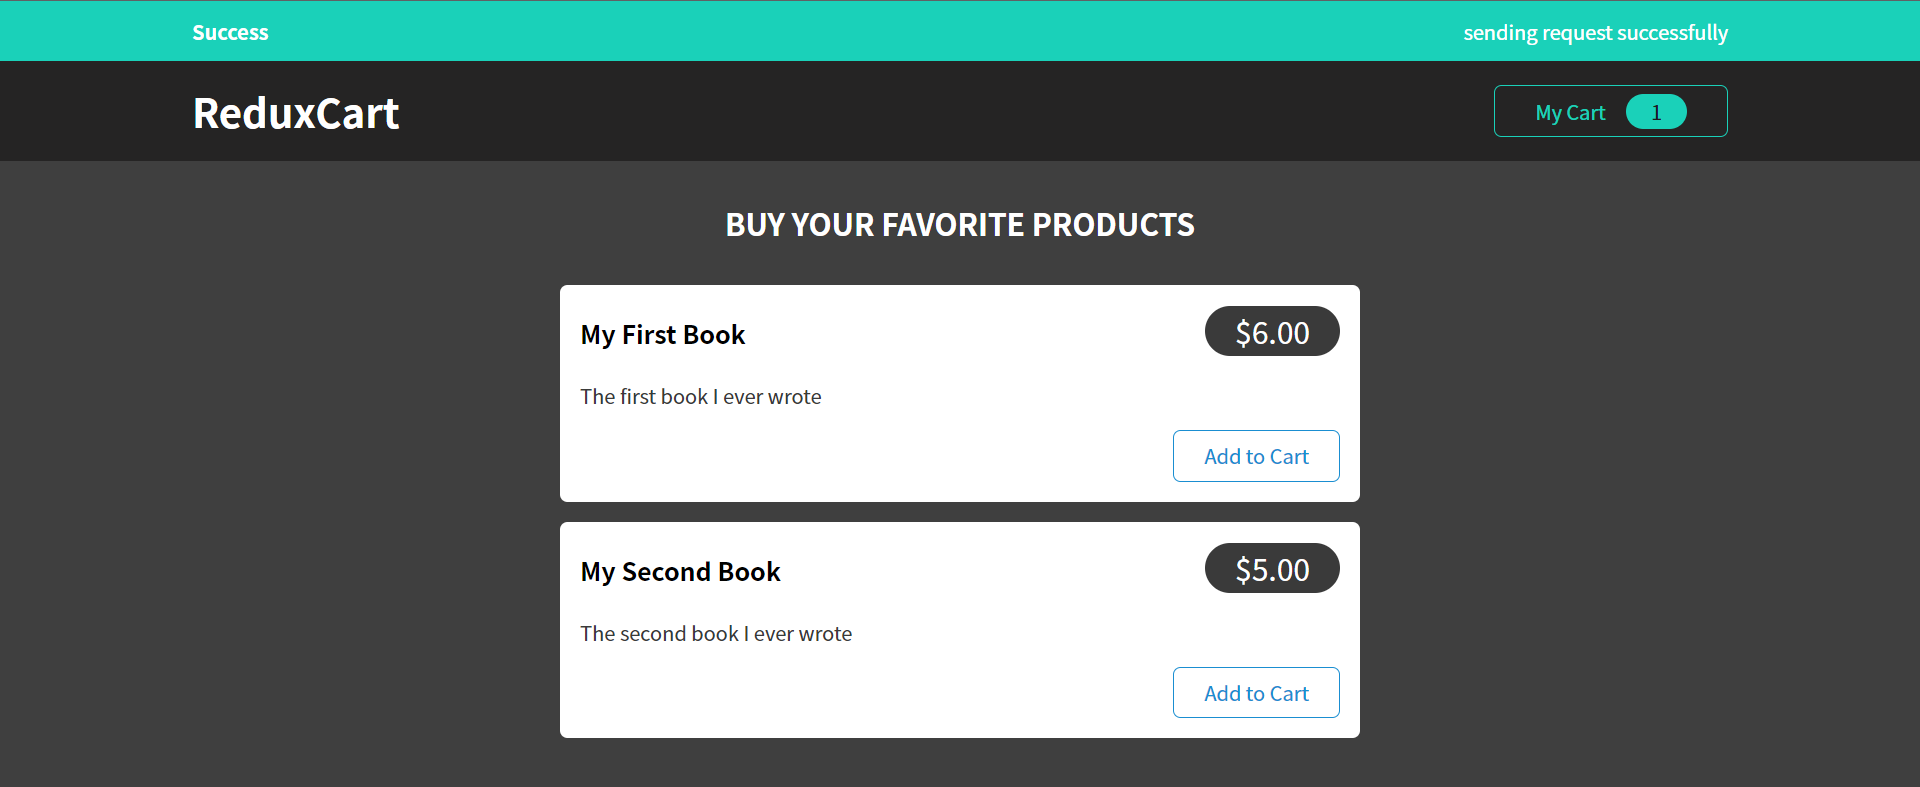 Success
sending request successfully
ReduxCart
My Cart 1
BUY YOUR FAVORITE PRODUCTS
My First Book
$6.00
The first book I ever wrote
Add to Cart
My Second Book
$5.00
The second book I ever wrote
Add to Cart